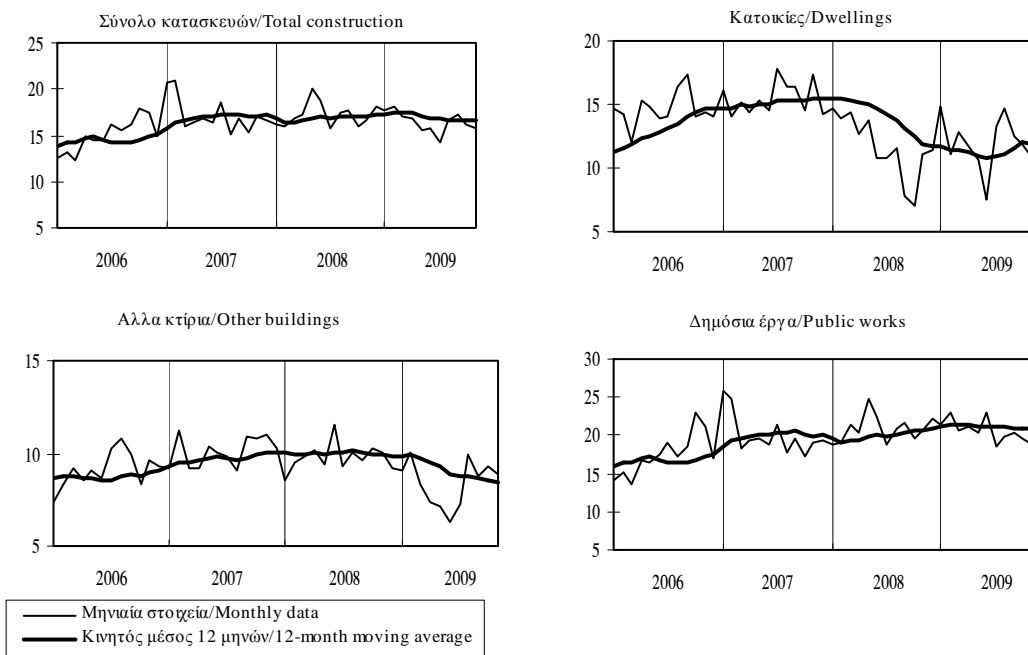 Σύνολο κατασκευών/Total construction
25
20
15
10
5
2006 2007 2008 2009
Κατοικίες/Dwellings
20
15
10
5
2006 2007 2008 2009
Αλλα κτίρια/Other buildings
15
10
5
2006 2007 2008 2009
Δημόσια έργα/Public works
30
25
20
15
10
5
2006 2007 2008 2009
Μηνιαία στοιχεία/Monthly data
Κινητός μέσος 12 μηνών/12-month moving average